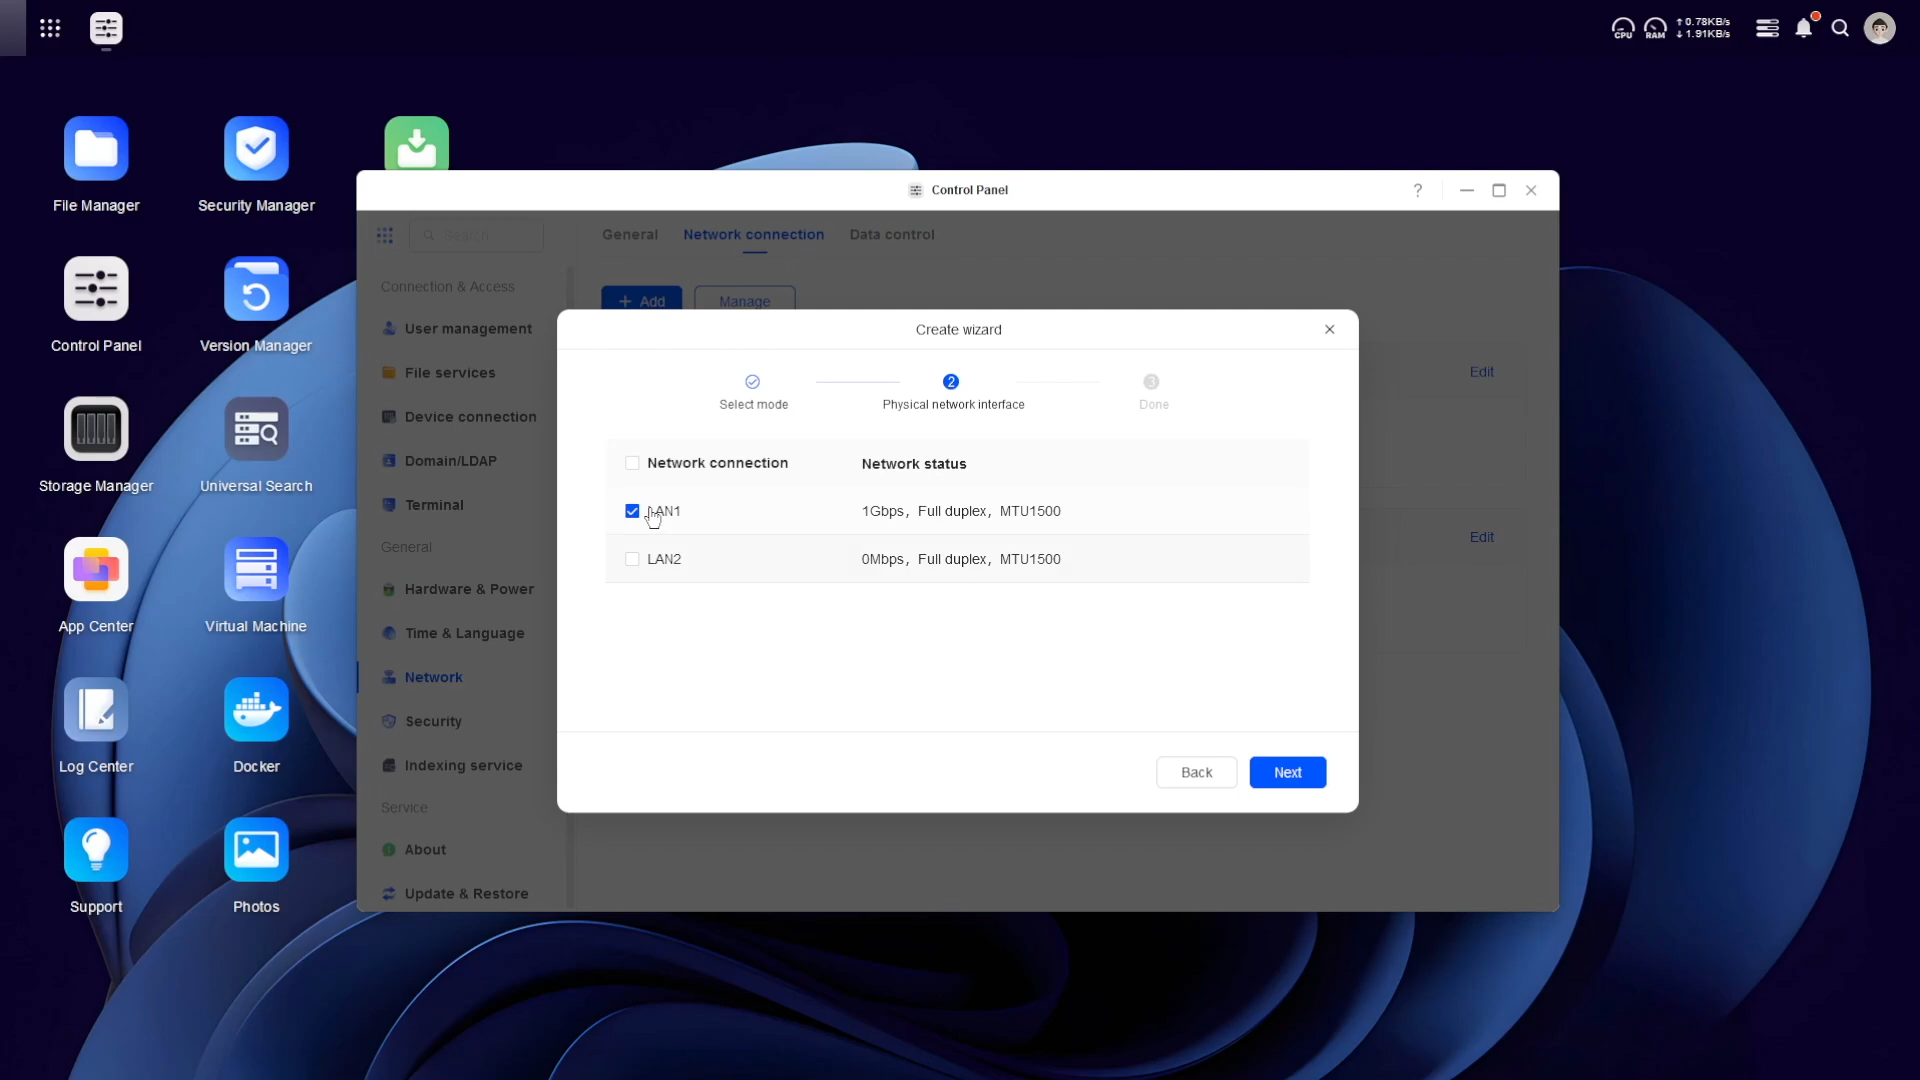 CPU
RAM
↑ 0.78KB/s
↓ 1.91KB/s
File Manager
Security Manager
Control Panel
Version Manager
Storage Manager
Universal Search
App Center
Virtual Machine
Log Center
Docker
Support
Photos
Control Panel
?
Search
Connection & Access
User management
File services
Device connection
Domain/LDAP
Terminal
General
Hardware & Power
Time & Language
Network
Security
Indexing service
Service
About
Update & Restore
General Network connection Data control
+ Add Manage
Edit
Edit
Create wizard
2 3
Select mode Physical network interface Done
Network connection Network status
LAN1 1Gbps, Full duplex, MTU1500
LAN2 0Mbps, Full duplex, MTU1500
Back Next